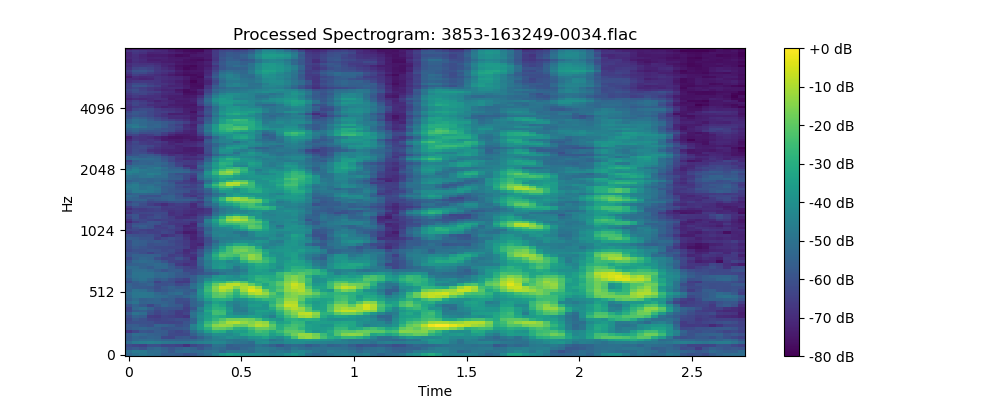 Processed Spectrogram: 3853-163249-0034.flac
Hz
4096
2048
1024
512
0
0
0.5
1
1.5
2
2.5
Time
+0 dB
-10 dB
-20 dB
-30 dB
-40 dB
-50 dB
-60 dB
-70 dB
-80 dB